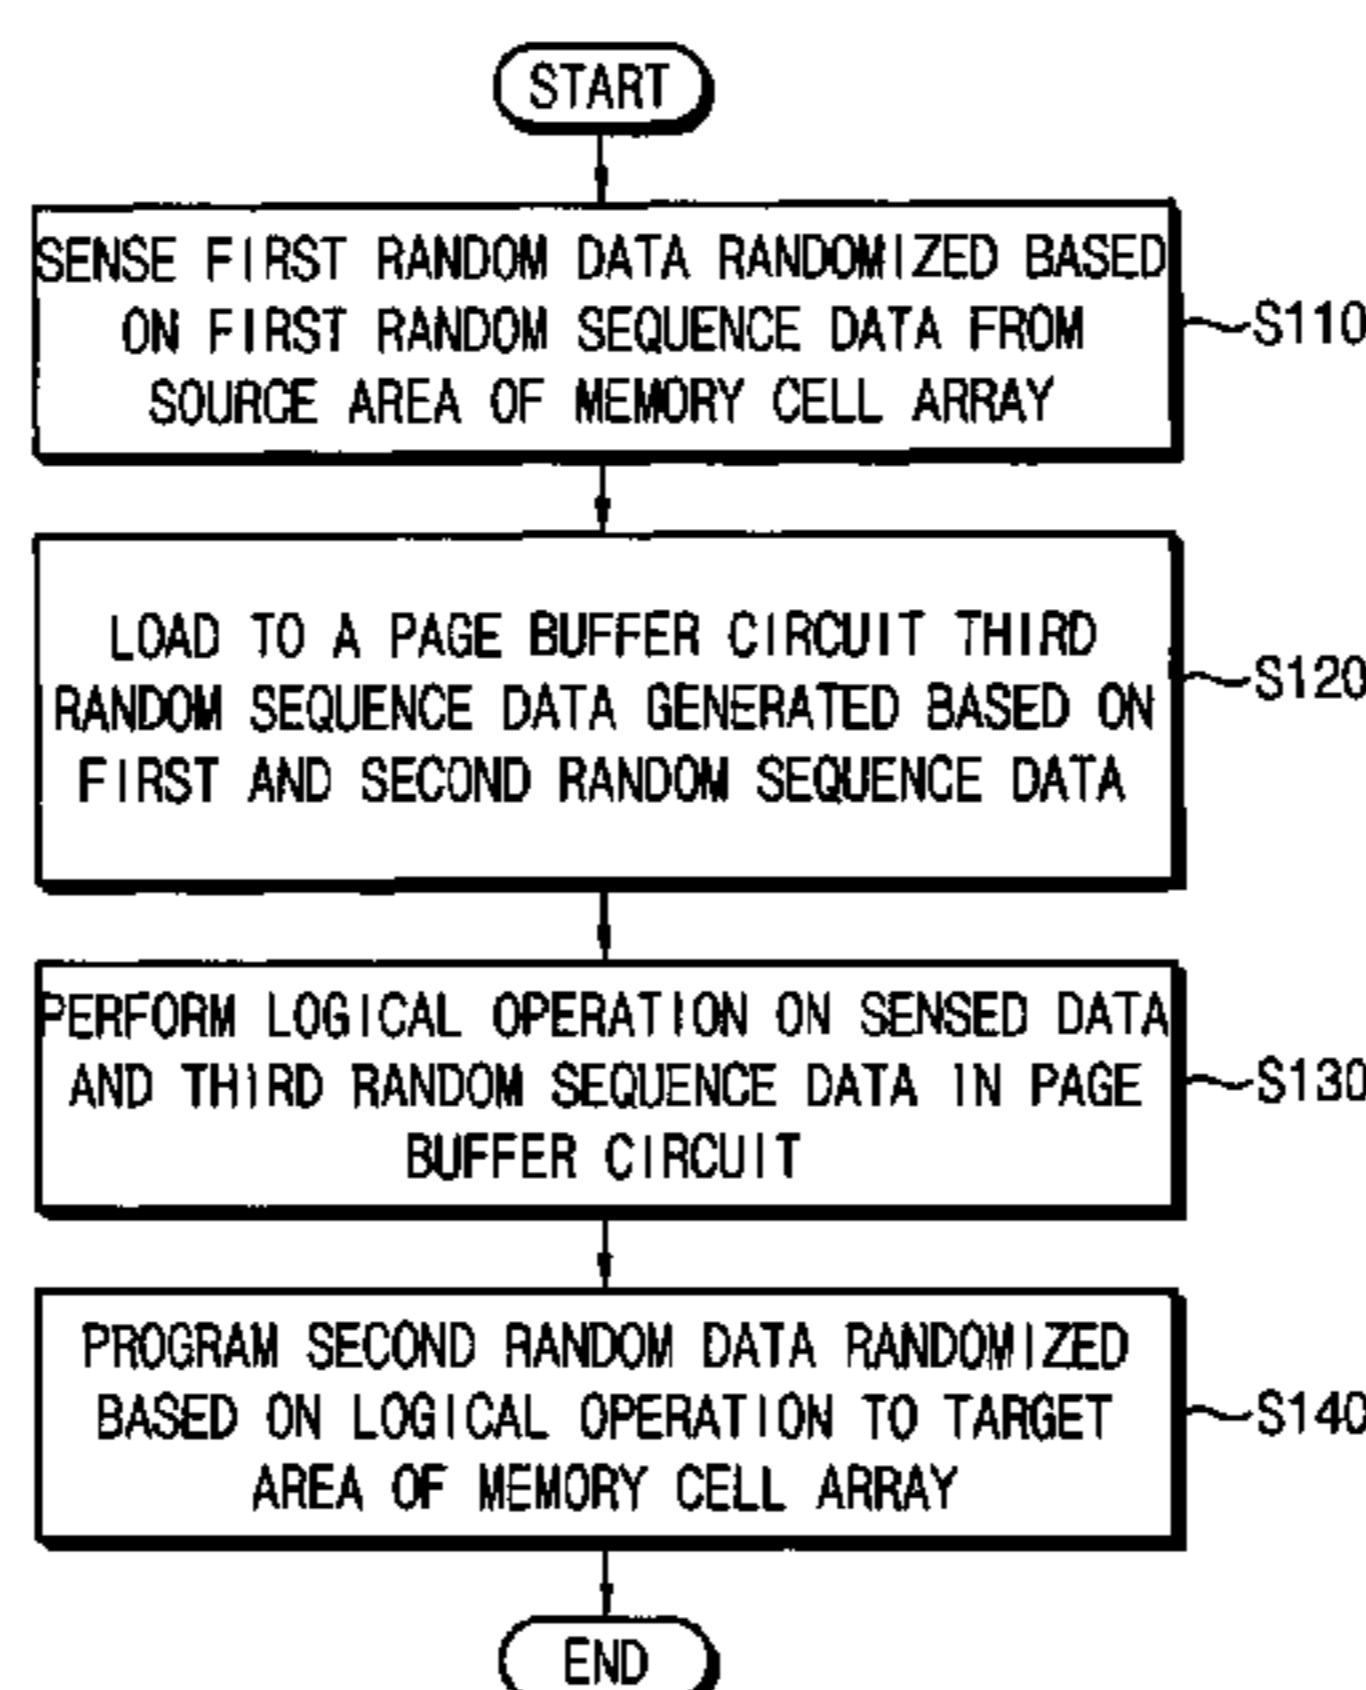 START
SENSE FIRST RANDOM DATA RANDOMIZED BASED
ON FIRST RANDOM SEQUENCE DATA FROM
SOURCE AREA OF MEMORY CELL ARRAY
S110
LOAD TO A PAGE BUFFER CIRCUIT THIRD
RANDOM SEQUENCE DATA GENERATED BASED ON
FIRST AND SECOND RANDOM SEQUENCE DATA
S120
PERFORM LOGICAL OPERATION ON SENSED DATA
AND THIRD RANDOM SEQUENCE DATA IN PAGE
BUFFER CIRCUIT
S130
PROGRAM SECOND RANDOM DATA RANDOMIZED
BASED ON LOGICAL OPERATION TO TARGET
AREA OF MEMORY CELL ARRAY
S140
END